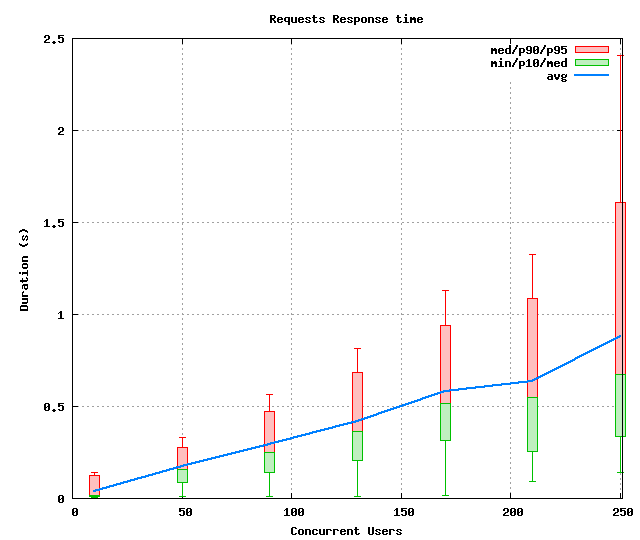 Requests Response time
med/p90/p95
min/p10/med
avg
2.5
2
1.5
1
0.5
0
Duration (s)
0 50 100 150 200 250
Concurrent Users